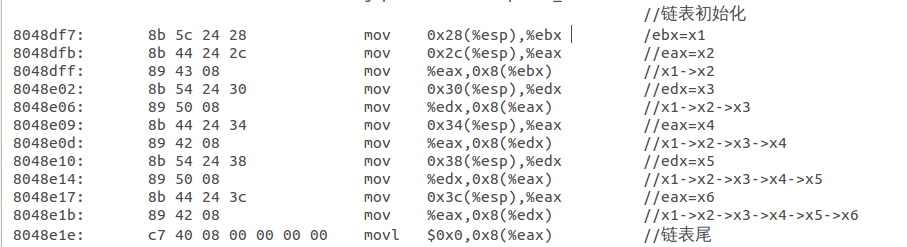 //链表初始化
8048df7: 8b 5c 24 28 mov 0x28(%esp),%ebx /ebx=x1
8048dfb: 8b 44 24 2c mov 0x2c(%esp),%eax //eax=x2
8048dff: 89 43 08 mov %eax,0x8(%ebx) //x1->x2
8048e02: 8b 54 24 30 mov 0x30(%esp),%edx //edx=x3
8048e06: 89 50 08 mov %edx,0x8(%eax) //x1->x2->x3
8048e09: 8b 44 24 34 mov 0x34(%esp),%eax //eax=x4
8048e0d: 89 42 08 mov %eax,0x8(%edx) //x1->x2->x3->x4
8048e10: 8b 54 24 38 mov 0x38(%esp),%edx //edx=x5
8048e14: 89 50 08 mov %edx,0x8(%eax) //x1->x2->x3->x4->x5
8048e17: 8b 44 24 3c mov 0x3c(%esp),%eax //eax=x6
8048e1b: 89 42 08 mov %eax,0x8(%edx) //x1->x2->x3->x4->x5->x6
8048e1e: c7 40 08 00 00 00 00 movl $0x0,0x8(%eax) //链表尾